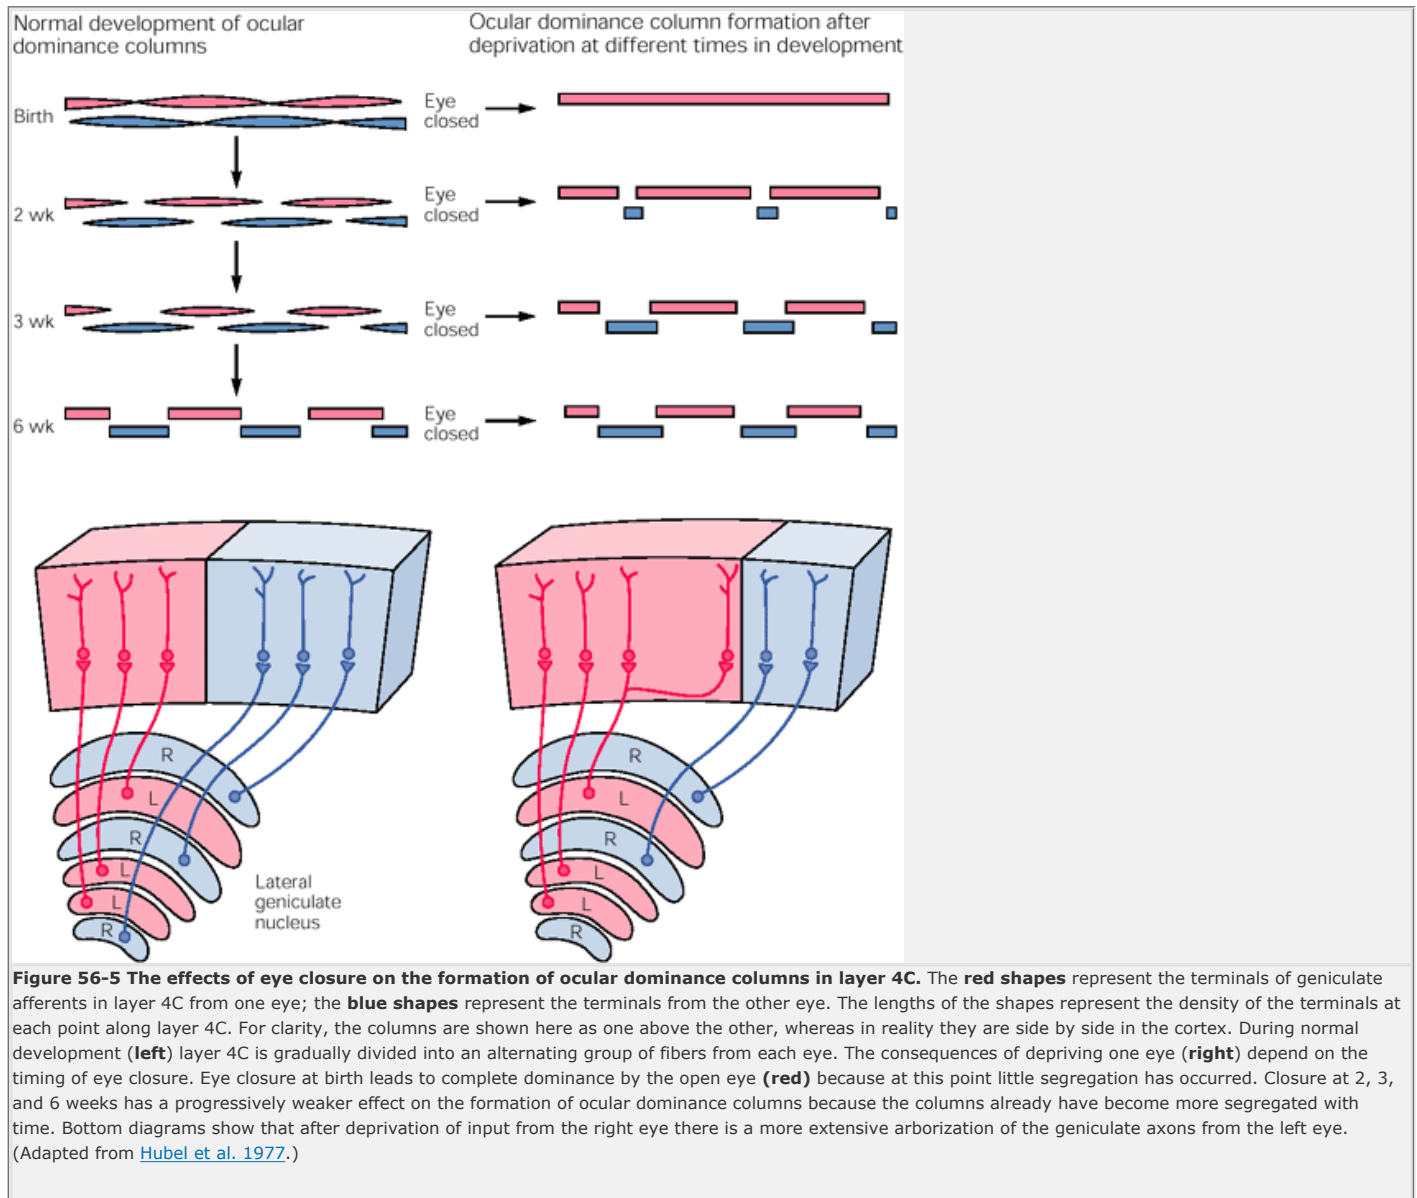 Normal development of ocular
dominance columns
Ocular dominance column formation after
deprivation at different times in development
Birth
Eye
closed
2 wk
Eye
closed
3 wk
Eye
closed
6 wk
Eye
closed
R
L
R
L
L
R
Lateral
geniculate
nucleus
R
L
R
L
L
R
Figure 56-5 The effects of eye closure on the formation of ocular dominance columns in layer 4C. The red shapes represent the terminals of geniculate
afferents in layer 4C from one eye; the blue shapes represent the terminals from the other eye. The lengths of the shapes represent the density of the terminals at
each point along layer 4C. For clarity, the columns are shown here as one above the other, whereas in reality they are side by side in the cortex. During normal
development (left) layer 4C is gradually divided into an alternating group of fibers from each eye. The consequences of depriving one eye (right) depend on the
timing of eye closure. Eye closure at birth leads to complete dominance by the open eye (red) because at this point little segregation has occurred. Closure at 2, 3,
and 6 weeks has a progressively weaker effect on the formation of ocular dominance columns because the columns already have become more segregated with
time. Bottom diagrams show that after deprivation of input from the right eye there is a more extensive arborization of the geniculate axons from the left eye.
(Adapted from Hubel et al. 1977.)